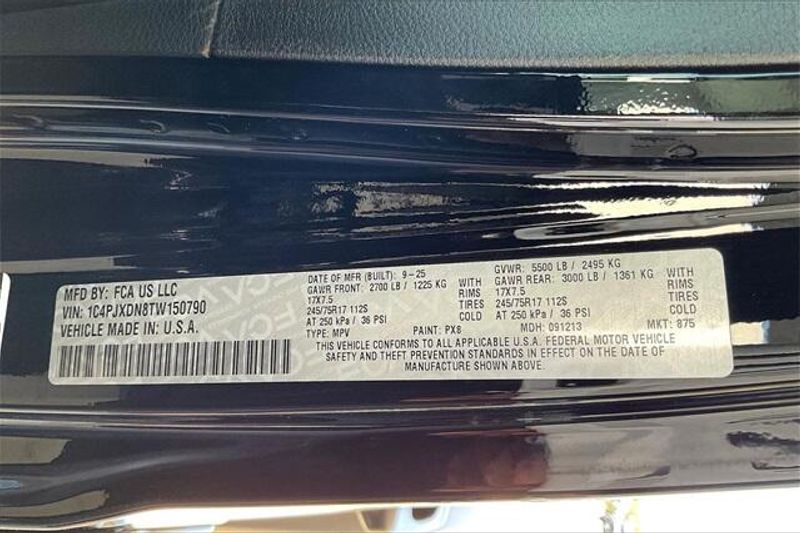 MFD BY: FCA US LLC
VIN: 1C4PJXDN8TW150790
VEHICLE MADE IN U.S.A.
DATE OF MFR (BUILT): 9-25
GAWR FRONT: 2700 LB / 1225 KG WITH
17X7.5 RIMS
245/75R17 112S TIRES
AT 250 kPa / 36 PSI COLD
TYPE: MPV PAINT: PX8
GVWR: 5500 LB / 2495 KG
GAWR REAR: 3000 LB / 1361 KG WITH
17X7.5 RIMS
245/75R17 112S TIRES
AT 250 kPa / 36 PSI COLD
MDH: 091213 MKT: 875
THIS VEHICLE CONFORMS TO ALL APPLICABLE U.S.A. FEDERAL MOTOR VEHICLE
SAFETY AND THEFT PREVENTION STANDARDS IN EFFECT ON THE DATE OF
MANUFACTURE SHOWN ABOVE.